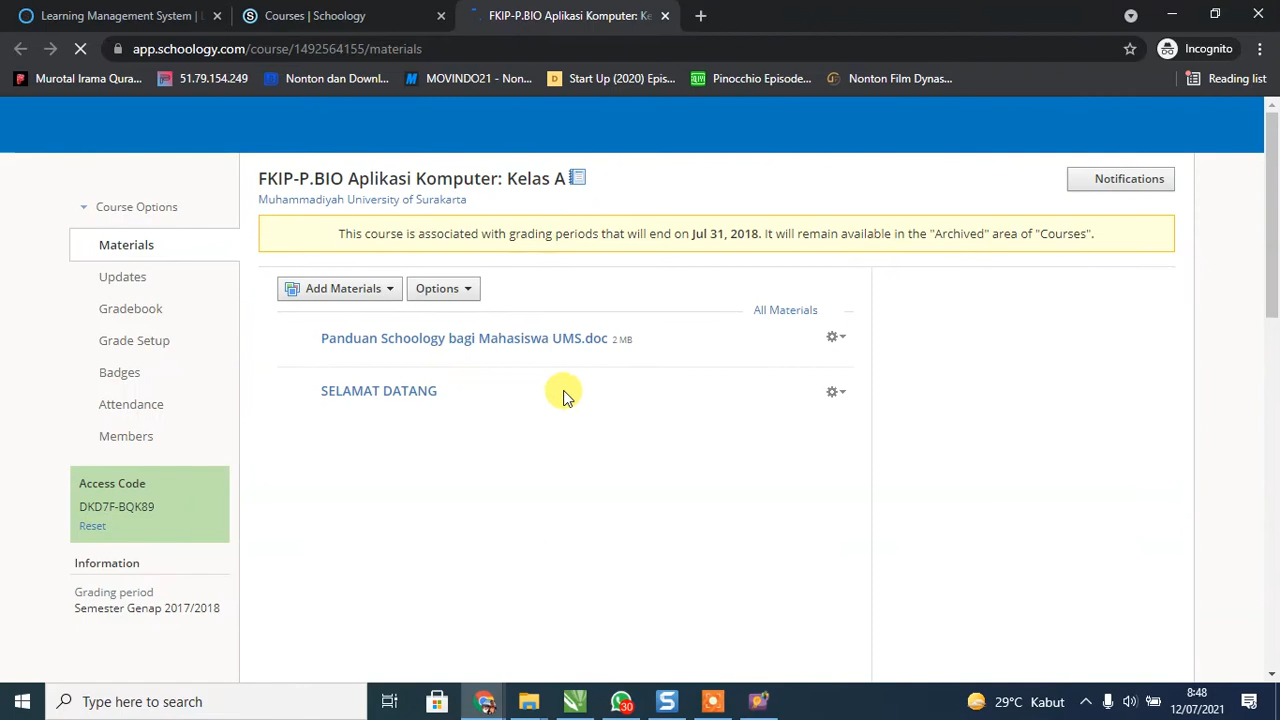 Learning Management System | L
Courses | Schoology
FKIP-P.BIO Aplikasi Komputer: Ke
app.schoology.com/course/1492564155/materials
Incognito
Murotal Irama Qura...
51.79.154.249
Nonton dan Downl...
MOVINDO21 - Non...
Start Up (2020) Epis...
Pinocchio Episode...
Nonton Film Dynas...
Reading list
FKIP-P.BIO Aplikasi Komputer: Kelas A
Notifications
Muhammadiyah University of Surakarta
Course Options
This course is associated with grading periods that will end on Jul 31, 2018. It will remain available in the "Archived" area of "Courses".
Materials
Updates
Gradebook
Grade Setup
Badges
Attendance
Members
Add Materials
Options
All Materials
Panduan Schoology bagi Mahasiswa UMS.doc 2 MB
SELAMAT DATANG
Access Code
DKD7F-BQK89
Reset
Information
Grading period
Semester Genap 2017/2018
Type here to search
30
29°C Kabut
8:48
12/07/2021